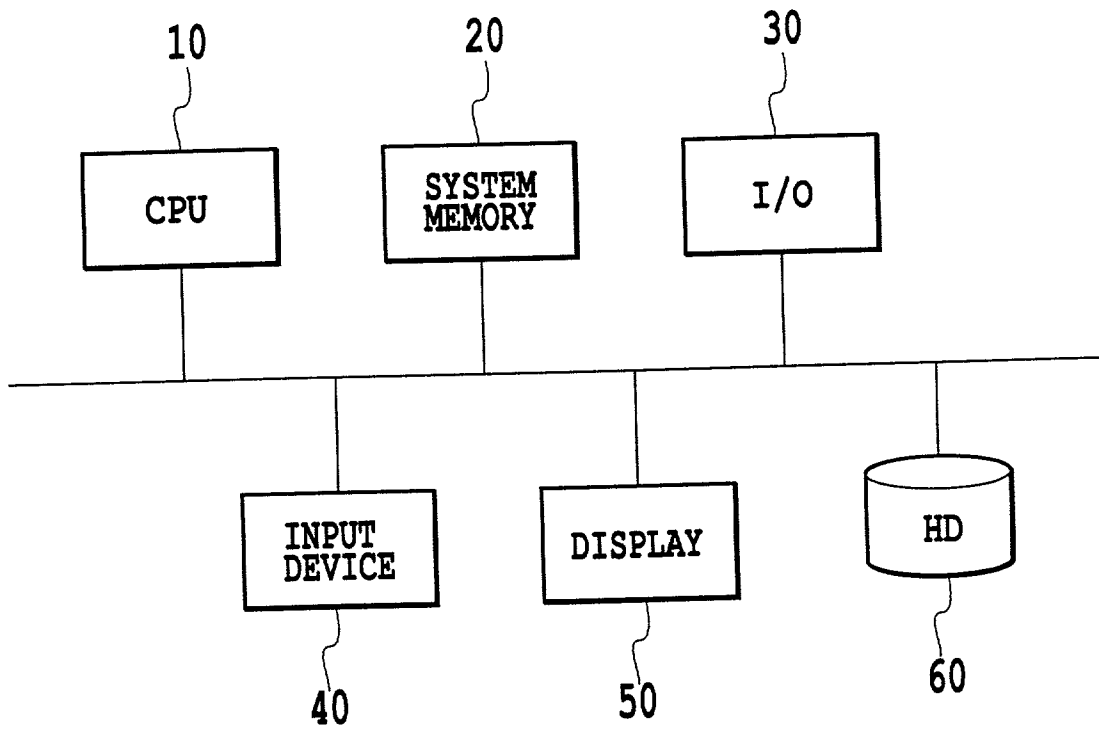 10
20
30
CPU
SYSTEM
MEMORY
I/O
INPUT
DEVICE
DISPLAY
HD
40
50
60